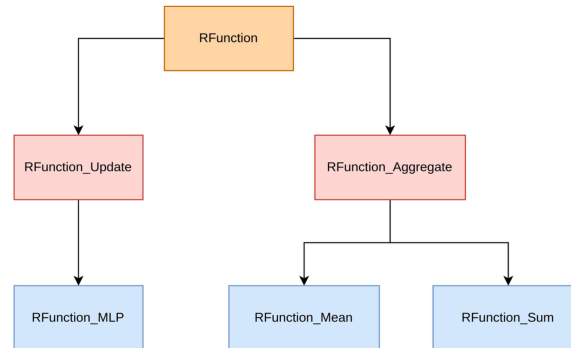 RFunction
RFunction_Update
RFunction_Aggregate
RFunction_MLP
RFunction_Mean
RFunction_Sum